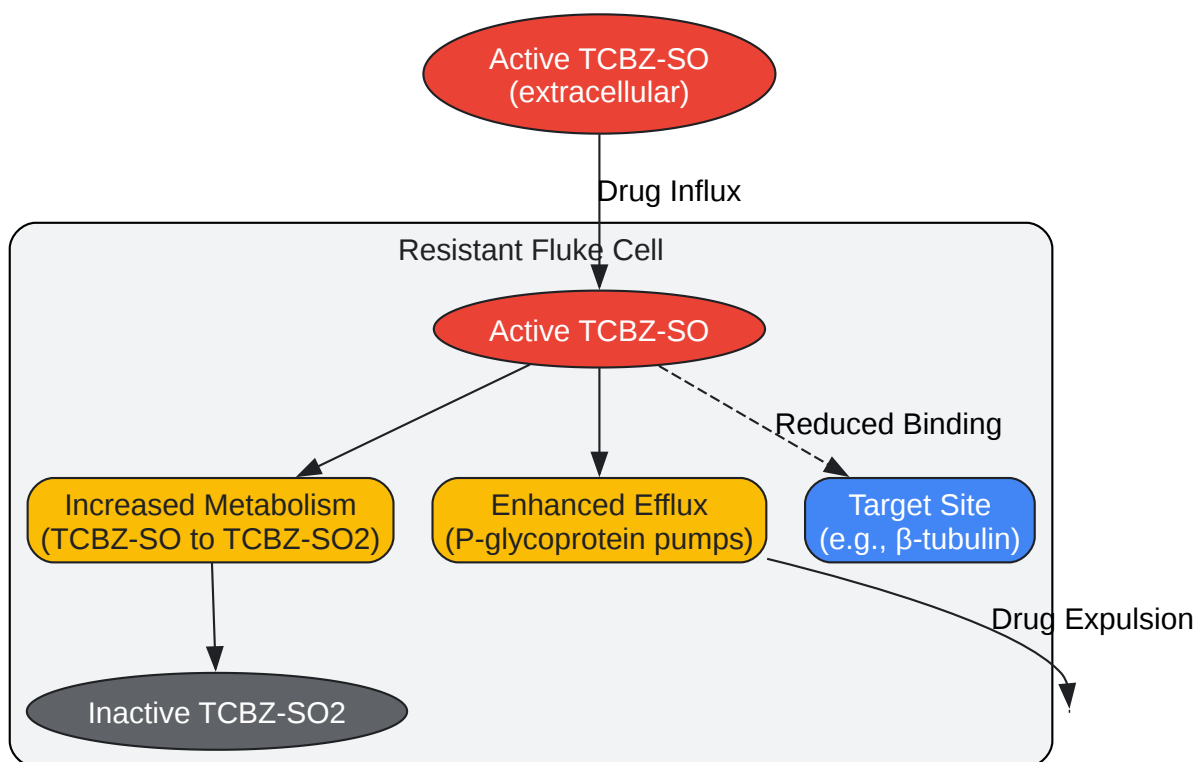 Active TCBZ-SO
(extracellular)
Drug Influx
Resistant Fluke Cell
Active TCBZ-SO
Reduced Binding
Increased Metabolism
(TCBZ-SO to TCBZ-SO2)
Enhanced Efflux
(P-glycoprotein pumps)
Target Site
(e.g., β-tubulin)
Drug Expulsion
Inactive TCBZ-SO2